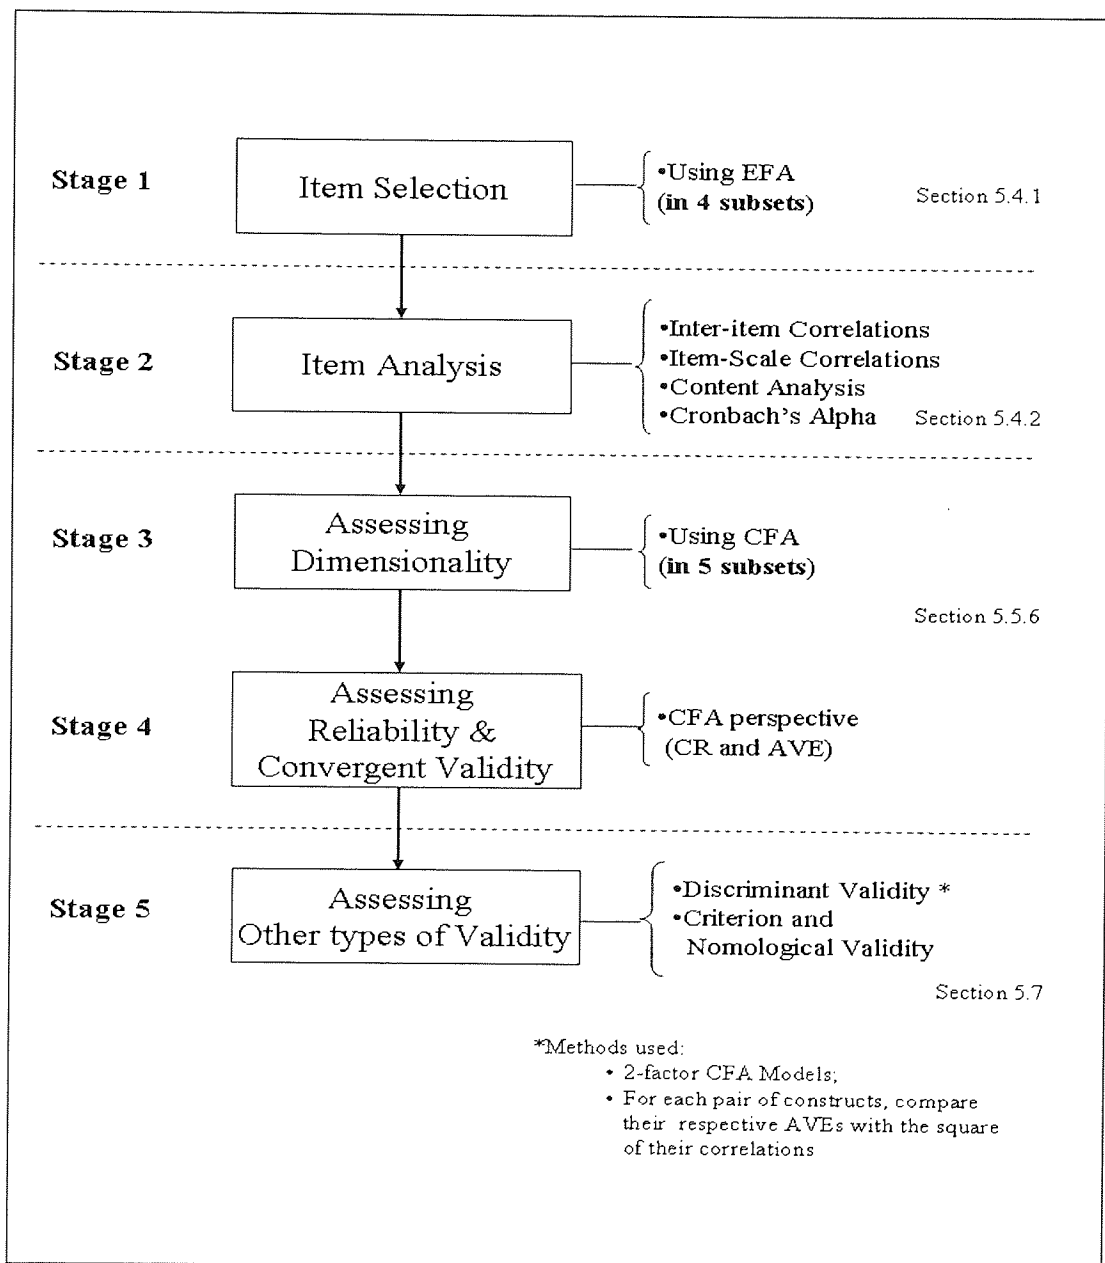 Stage 1
Item Selection
•Using EFA
(in 4 subsets)
Section 5.4.1
Stage 2
Item Analysis
•Inter-item Correlations
•Item-Scale Correlations
•Content Analysis
•Cronbach's Alpha
Section 5.4.2
Stage 3
Assessing
Dimensionality
•Using CFA
(in 5 subsets)
Section 5.5.6
Stage 4
Assessing
Reliability &
Convergent Validity
•CFA perspective
(CR and AVE)
Stage 5
Assessing
Other types of Validity
•Discriminant Validity *
•Criterion and
Nomological Validity
Section 5.7
*Methods used:
• 2-factor CFA Models;
• For each pair of constructs, compare
their respective AVEs with the square
of their correlations